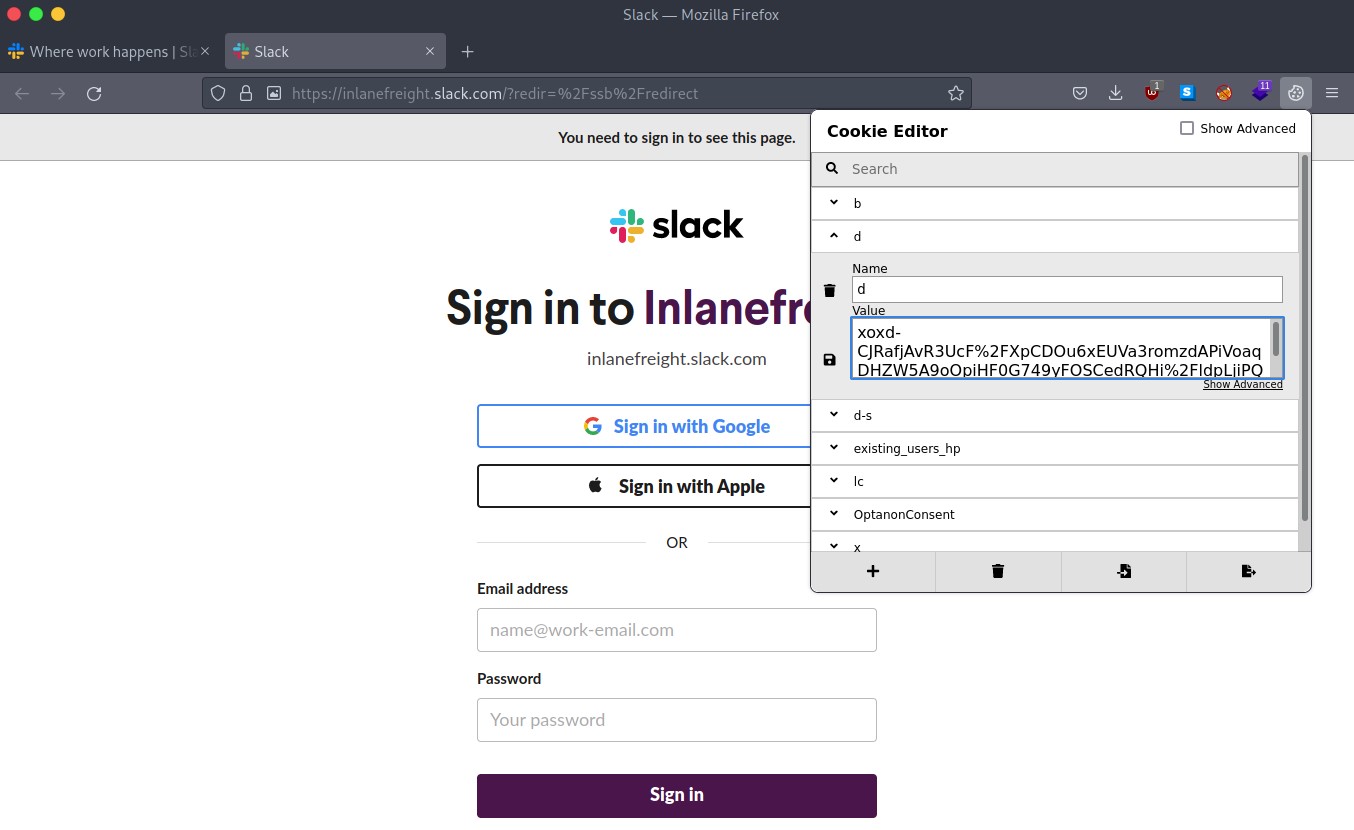 Slack — Mozilla Firefox
Where work happens | Sla
Slack
https://inlanefreight.slack.com/?redir=%2Fssb%2Fredirect
1
S
11
You need to sign in to see this page.
slack
Sign in to Inlanefre
inlanefreight.slack.com
Sign in with Google
Sign in with Apple
OR
Email address
name@work-email.com
Password
Your password
Sign in
Cookie Editor
Show Advanced
Search
b
d
Name
d
Value
xoxd-
CJRafjAvR3UcF%2FXpCDOu6xEUVa3romzdAPiVoaq
DHZW5A9oOpiHF0G749yFOSCedRQHi%2FldpLjiPQ
Show Advanced
d-s
existing_users_hp
lc
OptanonConsent
x